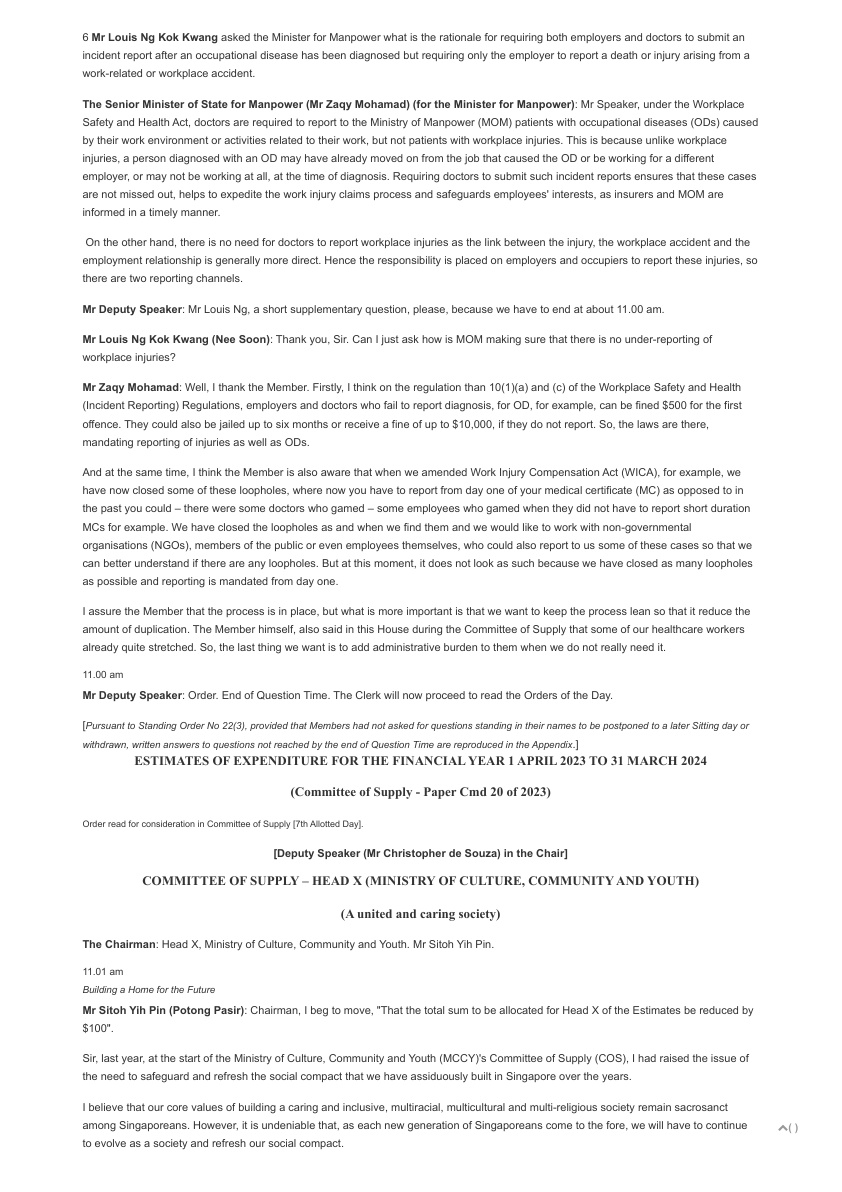 6 Mr Louis Ng Kok Kwang asked the Minister for Manpower what is the rationale for requiring both employers and doctors to submit an
incident report after an occupational disease has been diagnosed but requiring only the employer to report a death or injury arising from a
work-related or workplace accident.
The Senior Minister of State for Manpower (Mr Zaqy Mohamad) (for the Minister for Manpower): Mr Speaker, under the Workplace
Safety and Health Act, doctors are required to report to the Ministry of Manpower (MOM) patients with occupational diseases (ODs) caused
by their work environment or activities related to their work, but not patients with workplace injuries. This is because unlike workplace
injuries, a person diagnosed with an OD may have already moved on from the job that caused the OD or be working for a different
employer, or may not be working at all, at the time of diagnosis. Requiring doctors to submit such incident reports ensures that these cases
are not missed out, helps to expedite the work injury claims process and safeguards employees' interests, as insurers and MOM are
informed in a timely manner.
On the other hand, there is no need for doctors to report workplace injuries as the link between the injury, the workplace accident and the
employment relationship is generally more direct. Hence the responsibility is placed on employers and occupiers to report these injuries, so
there are two reporting channels.
Mr Deputy Speaker: Mr Louis Ng, a short supplementary question, please, because we have to end at about 11.00 am.
Mr Louis Ng Kok Kwang (Nee Soon): Thank you, Sir. Can I just ask how is MOM making sure that there is no under-reporting of
workplace injuries?
Mr Zaqy Mohamad: Well, I thank the Member. Firstly, I think on the regulation than 10(1)(a) and (c) of the Workplace Safety and Health
(Incident Reporting) Regulations, employers and doctors who fail to report diagnosis, for OD, for example, can be fined $500 for the first
offence. They could also be jailed up to six months or receive a fine of up to $10,000, if they do not report. So, the laws are there,
mandating reporting of injuries as well as ODs.
And at the same time, I think the Member is also aware that when we amended Work Injury Compensation Act (WICA), for example, we
have now closed some of these loopholes, where now you have to report from day one of your medical certificate (MC) as opposed to in
the past you could – there were some doctors who gamed – some employees who gamed when they did not have to report short duration
MCs for example. We have closed the loopholes as and when we find them and we would like to work with non-governmental
organisations (NGOs), members of the public or even employees themselves, who could also report to us some of these cases so that we
can better understand if there are any loopholes. But at this moment, it does not look as such because we have closed as many loopholes
as possible and reporting is mandated from day one.
I assure the Member that the process is in place, but what is more important is that we want to keep the process lean so that it reduce the
amount of duplication. The Member himself, also said in this House during the Committee of Supply that some of our healthcare workers
already quite stretched. So, the last thing we want is to add administrative burden to them when we do not really need it.
11.00 am
Mr Deputy Speaker: Order. End of Question Time. The Clerk will now proceed to read the Orders of the Day.
[Pursuant to Standing Order No 22(3), provided that Members had not asked for questions standing in their names to be postponed to a later Sitting day or
withdrawn, written answers to questions not reached by the end of Question Time are reproduced in the Appendix.]
ESTIMATES OF EXPENDITURE FOR THE FINANCIAL YEAR 1 APRIL 2023 TO 31 MARCH 2024
(Committee of Supply - Paper Cmd 20 of 2023)
Order read for consideration in Committee of Supply [7th Allotted Day].
[Deputy Speaker (Mr Christopher de Souza) in the Chair]
COMMITTEE OF SUPPLY – HEAD X (MINISTRY OF CULTURE, COMMUNITY AND YOUTH)
(A united and caring society)
The Chairman: Head X, Ministry of Culture, Community and Youth. Mr Sitoh Yih Pin.
11.01 am
Building a Home for the Future
Mr Sitoh Yih Pin (Potong Pasir): Chairman, I beg to move, "That the total sum to be allocated for Head X of the Estimates be reduced by
$100".
Sir, last year, at the start of the Ministry of Culture, Community and Youth (MCCY)'s Committee of Supply (COS), I had raised the issue of
the need to safeguard and refresh the social compact that we have assiduously built in Singapore over the years.
I believe that our core values of building a caring and inclusive, multiracial, multicultural and multi-religious society remain sacrosanct
among Singaporeans. However, it is undeniable that, as each new generation of Singaporeans come to the fore, we will have to continue
to evolve as a society and refresh our social compact.
( )